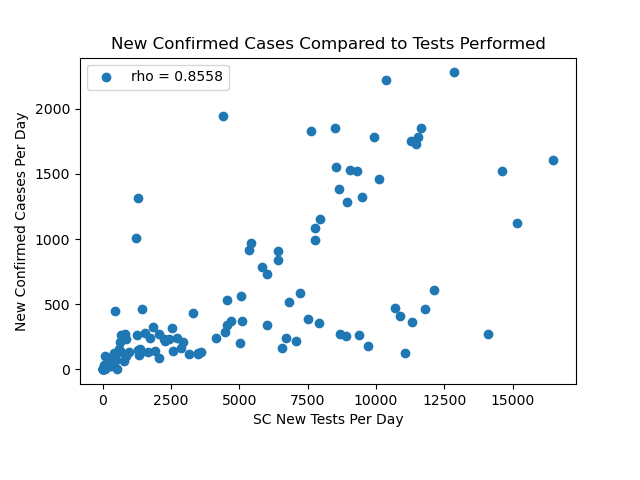 New Confirmed Cases Compared to Tests Performed
rho = 0.8558
2000
1500
1000
500
0
New Confirmed Caeses Per Day
0 2500 5000 7500 10000 12500 15000
SC New Tests Per Day